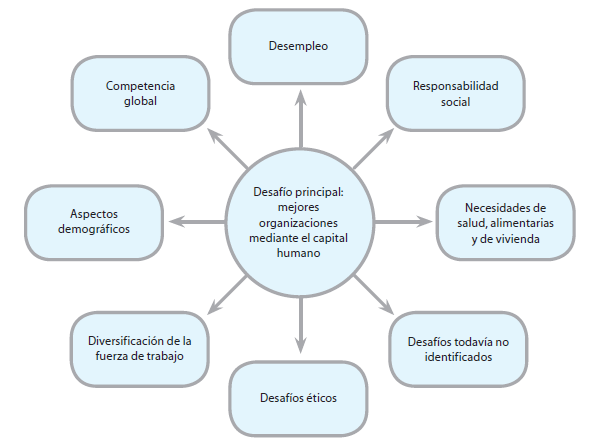 Desempleo
Competencia
global
Responsabilidad
social
Desafío principal:
mejores
organizaciones
mediante el capital
humano
Aspectos
demográficos
Necesidades de
salud, alimentarias
y de vivienda
Diversificación de la
fuerza de trabajo
Desafíos todavía no
identificados
Desafíos éticos